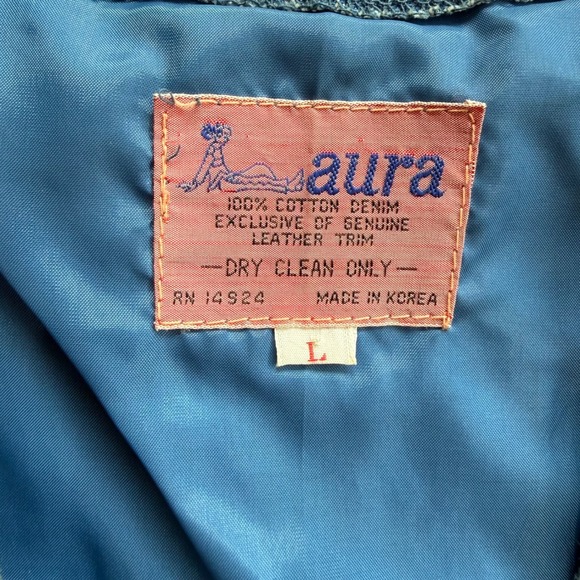 aura
100% COTTON DENIM
EXCLUSIVE OF GENUINE
LEATHER TRIM
—DRY CLEAN ONLY—
RN 14924 MADE IN KOREA
L